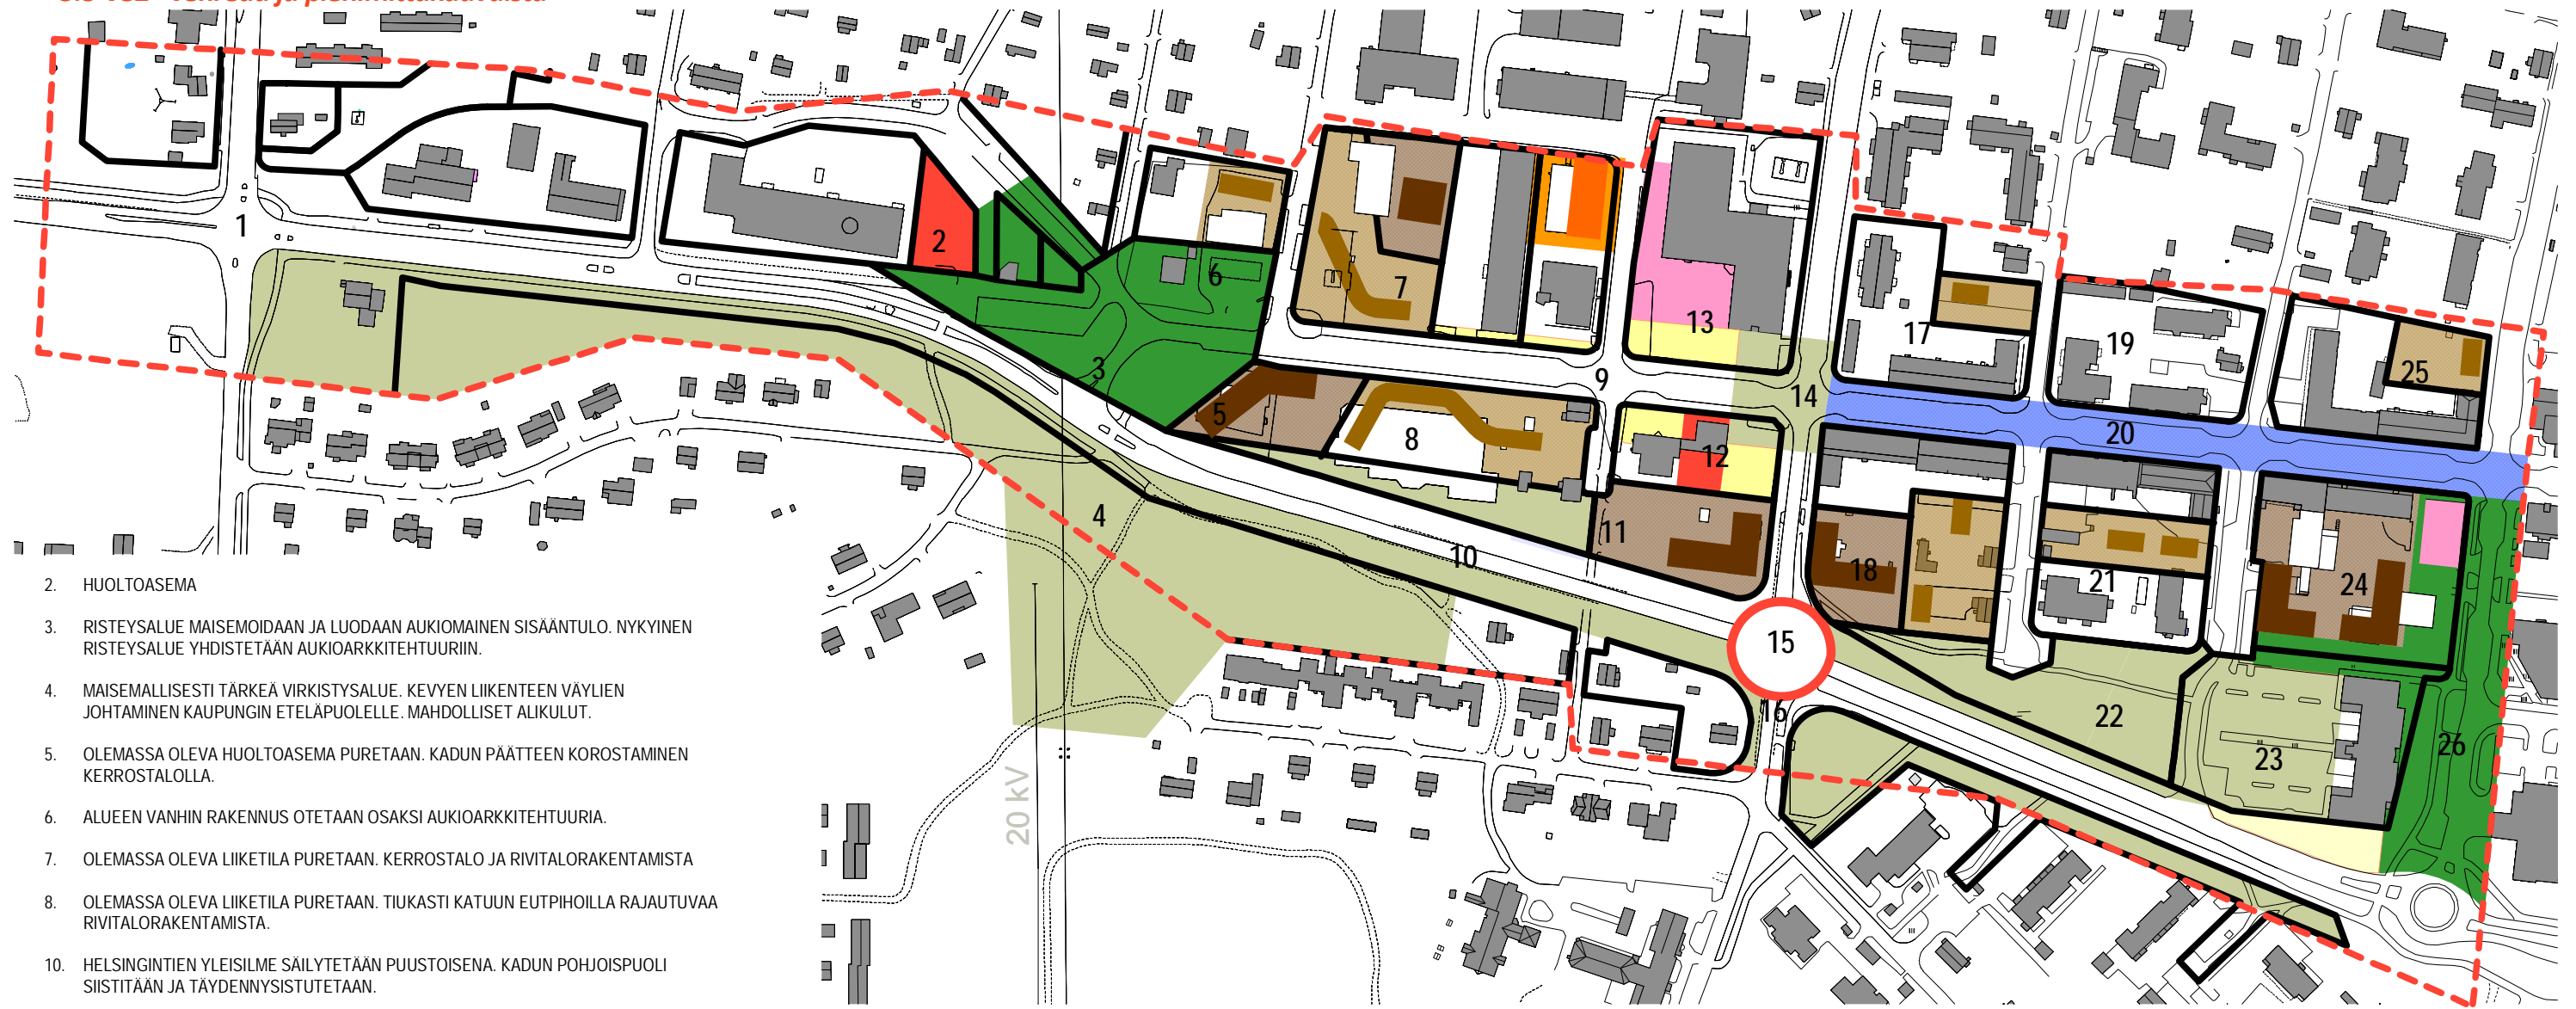 1
2
3
4
5
6
7
8
9
10
11
12
13
14
15
16
17
18
19
20
21
22
23
24
25
26
20 kV
2. HUOLTOASEMA
3. RISTEYSALUE MAISEMOIDAAN JA LUODAAN AUKIOMAINEN SISÄÄNTULO. NYKYINEN
RISTEYSALUE YHDISTETÄÄN AUKIOARKKITEHTUURIIN.
4. MAISEMALLISESTI TÄRKEÄ VIRKISTYSALUE. KEVYEN LIIKENTEEN VÄYLIEN
JOHTAMINEN KAUPUNGIN ETELÄPUOLELLE. MAHDOLLISET ALIKULUT.
5. OLEMASSA OLEVA HUOLTOASEMA PURETAAN. KADUN PÄÄTTEEN KOROSTAMINEN
KERROSTALOLLA.
6. ALUEEN VANHIN RAKENNUS OTETAAN OSAKSI AUKIOARKKITEHTUURIA.
7. OLEMASSA OLEVA LIIKETILA PURETAAN. KERROSTALO JA RIVITALORAKENTAMISTA
8. OLEMASSA OLEVA LIIKETILA PURETAAN. TIUKASTI KATUUN EUTPIHOILLA RAJAUTUVAA
RIVITALORAKENTAMISTA.
10. HELSINGINTIEN YLEISILME SÄILYTETÄÄN PUUSTOISENA. KADUN POHJOISPUOLI
SIISTITÄÄN JA TÄYDENNYSISTUTETAAN.